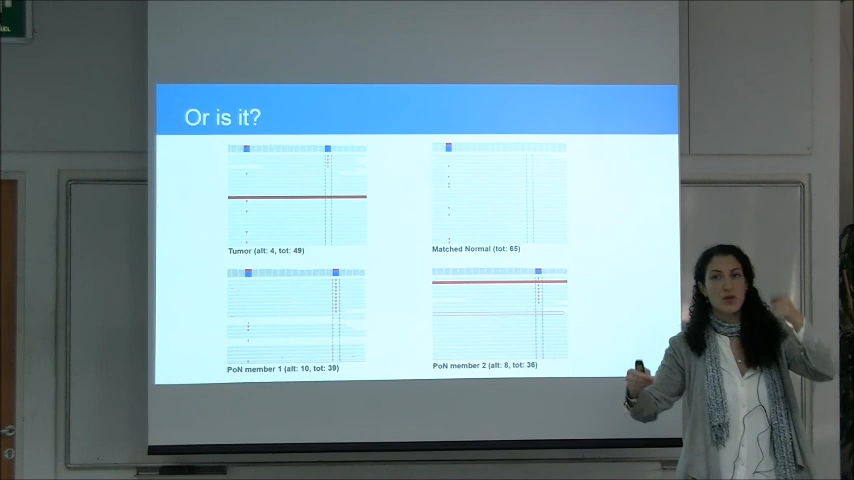 Or is it?
Tumor (alt: 4, tot: 49)
Matched Normal (tot: 65)
PoN member 1 (alt: 10, tot: 39)
PoN member 2 (alt: 8, tot: 36)